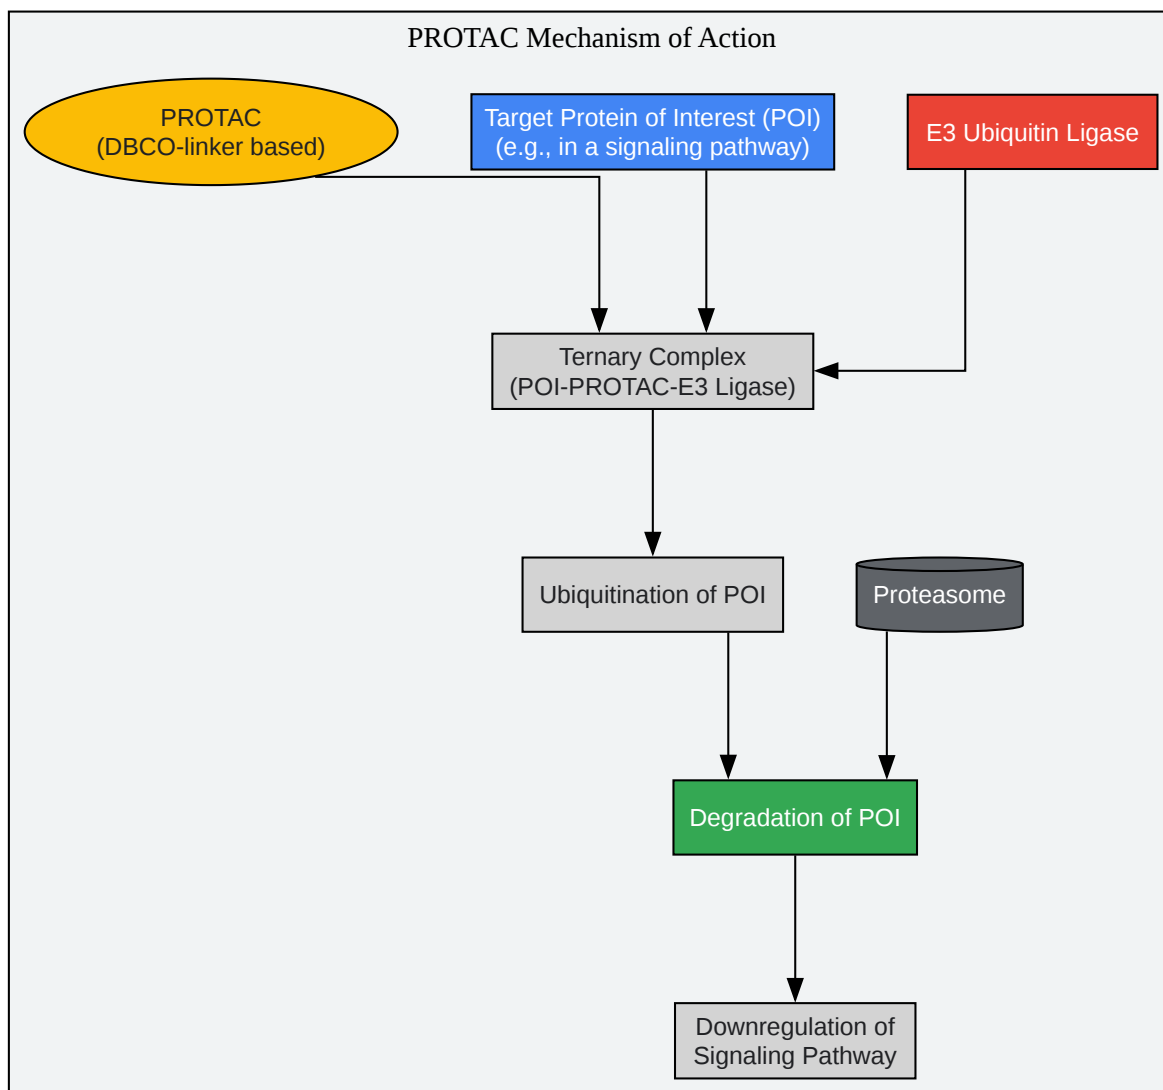 PROTAC Mechanism of Action
PROTAC
(DBCO-linker based)
Target Protein of Interest (POI)
(e.g., in a signaling pathway)
E3 Ubiquitin Ligase
Ternary Complex
(POI-PROTAC-E3 Ligase)
Ubiquitination of POI
Proteasome
Degradation of POI
Downregulation of
Signaling Pathway